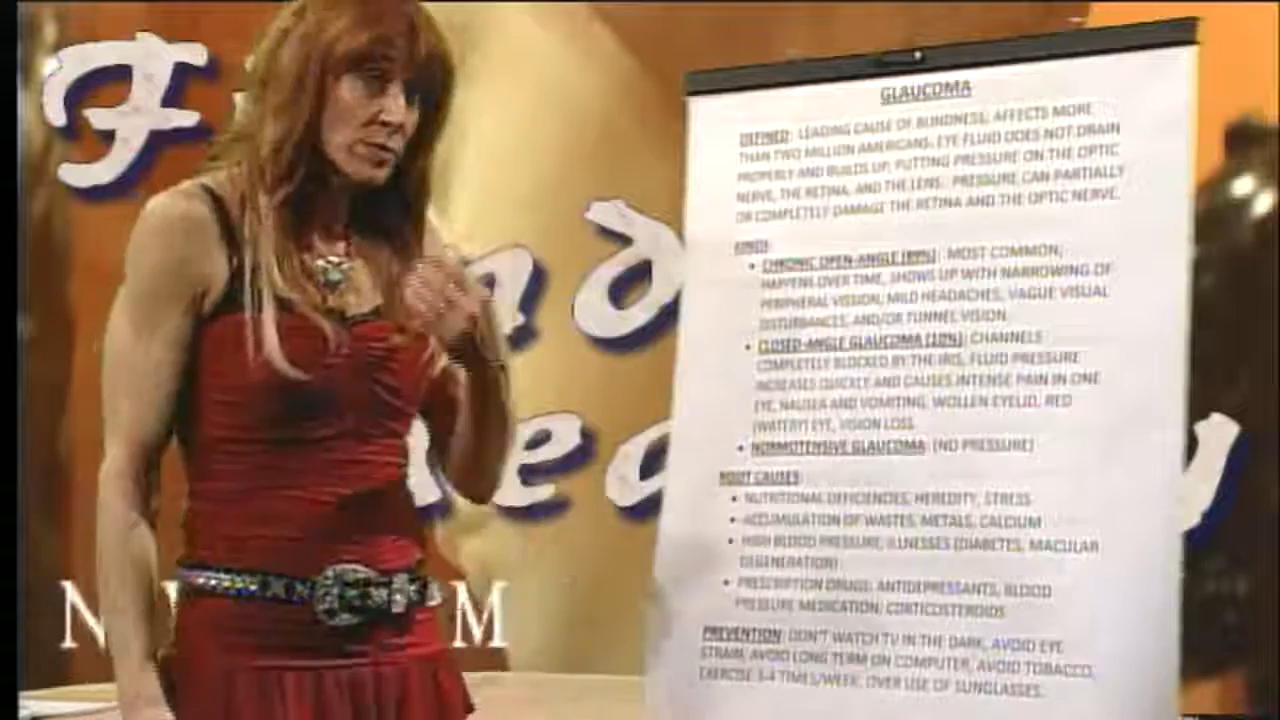 GLAUCOMA
DEFINED: LEADING CAUSE OF BLINDNESS; AFFECTS MORE
THAN TWO MILLION AMERICANS. EYE FLUID DOES NOT DRAIN
PROPERLY AND BUILDS UP, PUTTING PRESSURE ON THE OPTIC
NERVE, THE RETINA, AND THE LENS. PRESSURE CAN PARTIALLY
OR COMPLETELY DAMAGE THE RETINA AND THE OPTIC NERVE.
KINDS:
• CHRONIC OPEN-ANGLE : MOST COMMON;
HAPPENS OVER TIME, SHOWS UP WITH NARROWING OF
PERIPHERAL VISSION, MILD HEADACHES, VAGUE VISUAL
DISTURBANCES, AND/OR TUNNEL VISION.
• CLOSED-ANGLE GLAUCOMA (10%): CHANNELS
COMPLETELY BLOCKED BY THE IRIS, FLUID PRESSURE
INCREASES QUICKLY AND CAUSES INTENSE PAIN IN ONE
EYE, NAUSEA AND VOMITING, WOLLEN EYELID, RED
(WATERY) EYE, VISION LOSS
• NORMOTENSIVE GLAUCOMA: (NO PRESSURE)
ROOT CAUSES:
• NUTRITIONAL DEFICIENCIES, HEREDITY, STRESS
• ACCUMULATION OF WASTES, METALS, CALCIUM
• HIGH BLOOD PRESSURE, ILLNESSES (DIABETES, MACULAR
DEGENERATION)
• PRESCRIPTION DRUGS: ANTIDEPRESSANTS, BLOOD
PRESSURE MEDICATION, CORTICOSTEROIDS
PREVENTION: DON'T WATCH TV IN THE DARK, AVOID EYE
STRAIN, AVOID LONG TERM ON COMPUTER, AVOID TOBACCO,
EXERCISE 3-4 TIMES/WEEK, OVER USE OF SUNGLASSES.